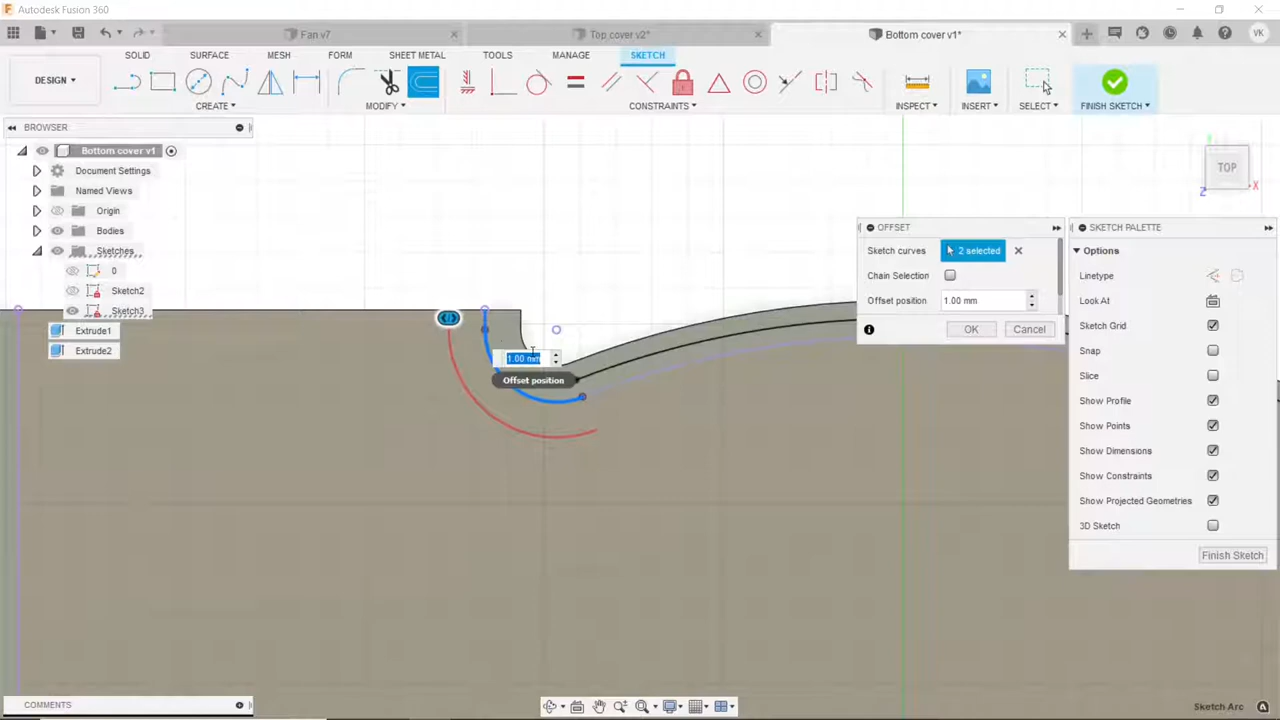 Autodesk Fusion 360
Fan v7
Top cover v2*
Bottom cover v1*
VK
DESIGN
SOLID
SURFACE
MESH
FORM
SHEET METAL
TOOLS
MANAGE
SKETCH
CREATE
MODIFY
CONSTRAINTS
INSPECT
INSERT
SELECT
FINISH SKETCH
BROWSER
Bottom cover v1
Document Settings
Named Views
Origin
Bodies
Sketches
0
Sketch2
Sketch3
Extrude1
Extrude2
TOP
Z
X
Y
OFFSET
Sketch curves
2 selected
Chain Selection
Offset position
1.00 mm
OK
Cancel
SKETCH PALETTE
Options
Linetype
Look At
Sketch Grid
Snap
Slice
Show Profile
Show Points
Show Dimensions
Show Constraints
Show Projected Geometries
3D Sketch
Finish Sketch
1.00 mm
Offset position
COMMENTS
Sketch Arc